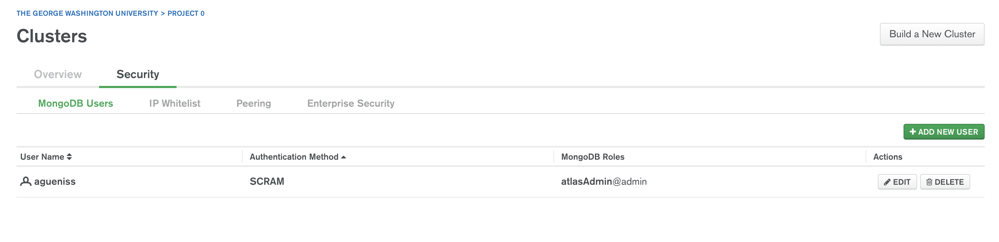 THE GEORGE WASHINGTON UNIVERSITY > PROJECT 0
Clusters
Build a New Cluster
Overview Security
MongoDB Users IP Whitelist Peering Enterprise Security
ADD NEW USER
User Name Authentication Method MongoDB Roles Actions
agueniss SCRAM atlasAdmin@admin EDIT DELETE